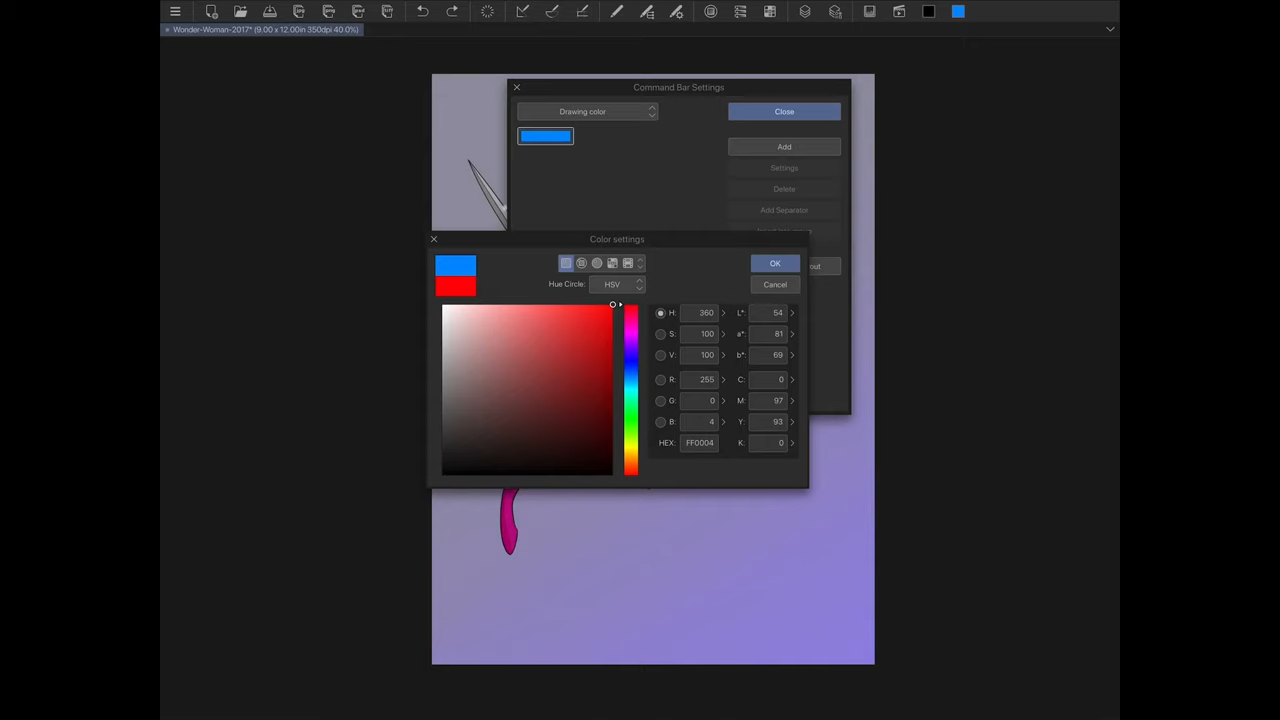 Wonder-Woman-2017* (9.00 x 12.00in 350dpi 40.0%)
Command Bar Settings
Drawing color
Close
Add
Settings
Delete
Add Separator
out
Color settings
OK
Hue Circle: HSV
Cancel
H: 360 L*: 54
S: 100 a*: 81
V: 100 b*: 69
R: 255 C: 0
G: 0 M: 97
B: 4 Y: 93
HEX: FF0004 K: 0